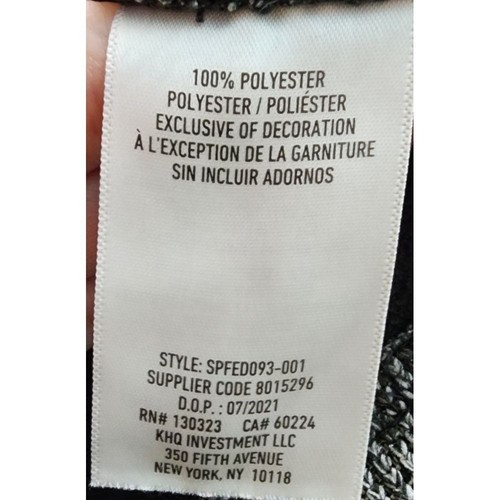 100% POLYESTER
POLYESTER / POLIÉSTER
EXCLUSIVE OF DECORATION
À L'EXCEPTION DE LA GARNITURE
SIN INCLUIR ADORNOS
STYLE: SPFED093-001
SUPPLIER CODE 8015296
D.O.P.: 07/2021
RN# 130323 CA# 60224
KHQ INVESTMENT LLC
350 FIFTH AVENUE
NEW YORK, NY 10118